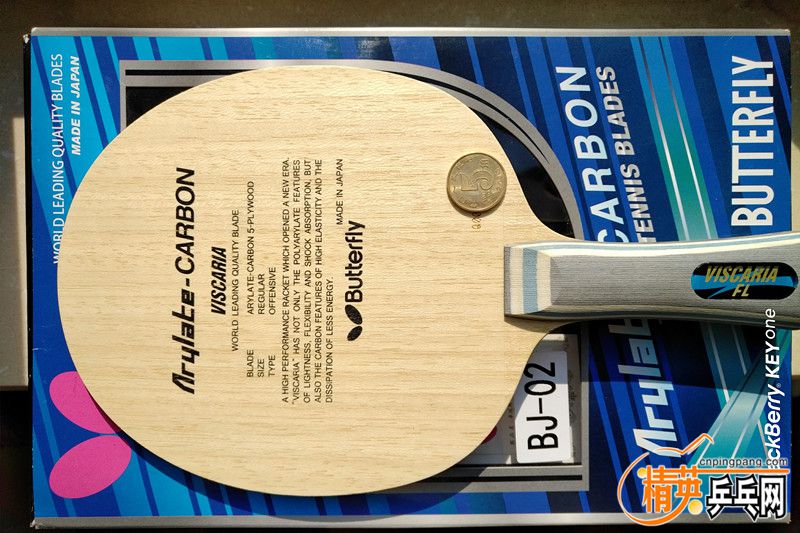 Arylate-CARBON
VISCARIA
WORLD LEADING QUALITY BLADE
BLADE ARYLATE-CARBON 5-PLYWOOD
SIZE REGULAR
TYPE OFFENSIVE
A HIGH PERFORMANCE RACKET WHICH OPENED A NEW ERA.
"VISCARIA" HAS NOT ONLY THE POLYARYLATE FEATURES
OF LIGHTNESS, FLEXIBILITY AND SHOCK ABSORPTION, BUT
ALSO THE CARBON FEATURES OF HIGH ELASTICITY AND THE
DISSIPATION OF LESS ENERGY.
MADE IN JAPAN
Butterfly
VISCARIA
FL
WORLD LEADING QUALITY BLADES
MADE IN JAPAN
CARBON
TENNIS BLADES
BUTTERFLY
Arylat
BJ-02
5
ckBerry KEYone
cnpingpang.com
精英乒乓网